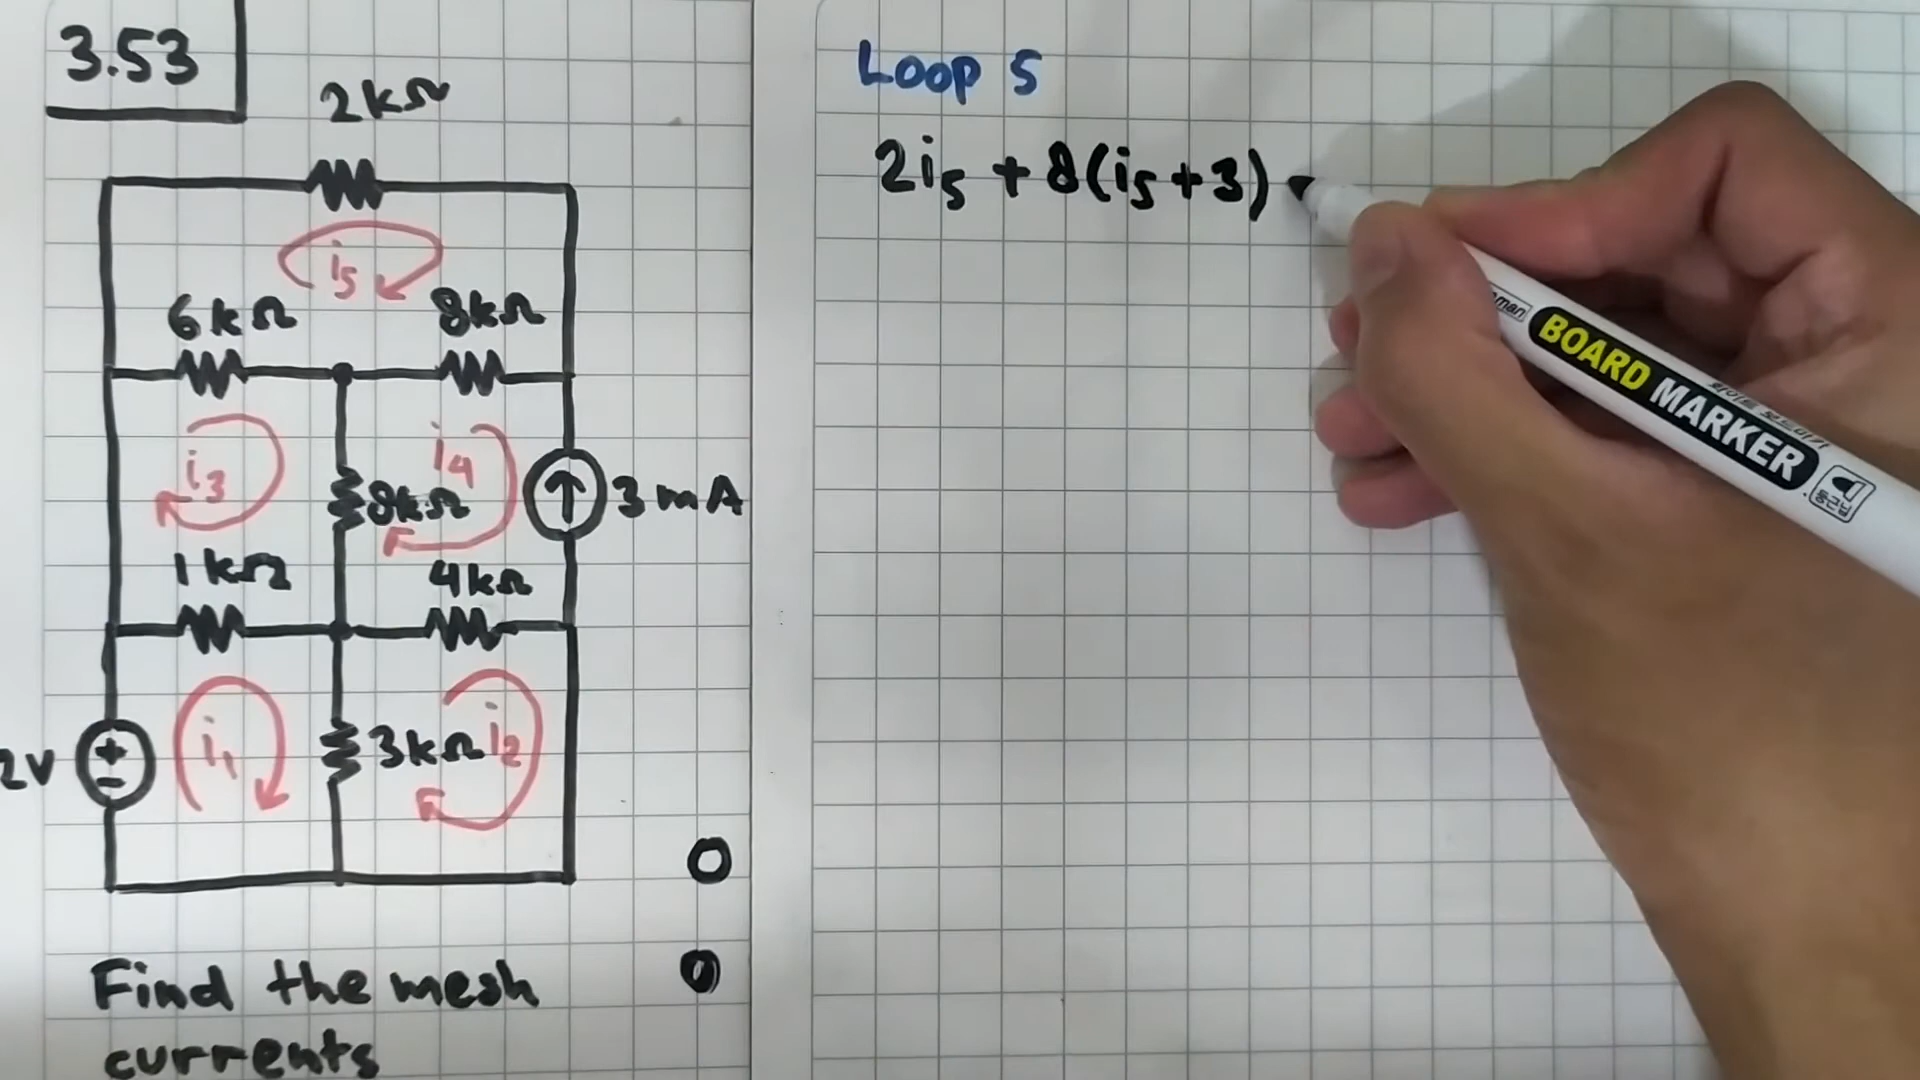 3.53
2kΩ
i5
6kΩ
8kΩ
i3
i4
8kΩ
3mA
1kΩ
4kΩ
2V
i1
3kΩ
i2
Find the mesh
currents
Loop 5
2i5 + 8(i5+3)
man
BOARD MARKER